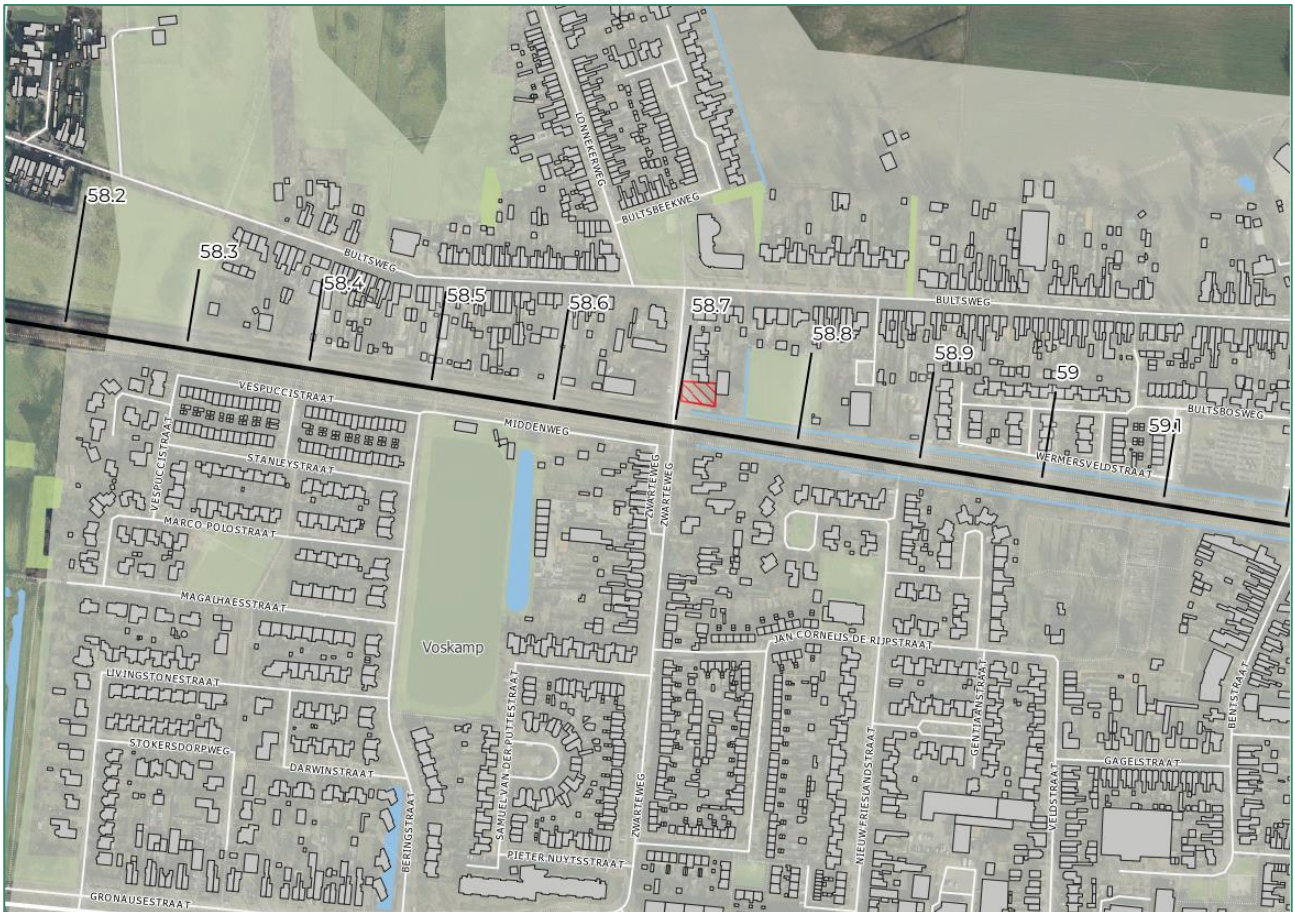 LONNEKERWEG
58.2
BULTSBEEKWEG
58.3
BULTSWEG
58.4
58.5
58.6
58.7
BULTSWEG
58.8
58.9
59
59.1
BULTSBOSWEG
VESPUCCISTRAAT
MIDDENWEG
VESPUCCISTRAAT
STANLEYSTRAAT
ZWARTEWEG
ZWARTEWEG
WERMERSVELDSTRAAT
MARCO POLOSTRAAT
MAGALHAESSTRAAT
JAN CORNELIS DE RIJPSTRAAT
Voskamp
LIVINGSTONESTRAAT
STOKERSDORPWEG
DARWINSTRAAT
SAMUEL VAN DER PUTTESTRAAT
GENTIAANSTRAAT
BENTSTRAAT
GAGELSTRAAT
BERINGSTRAAT
ZWARTEWEG
NIEUW FRIESLANDSTRAAT
VELDSTRAAT
PIETER NUYTSSTRAAT
GRONAUSESTRAAT